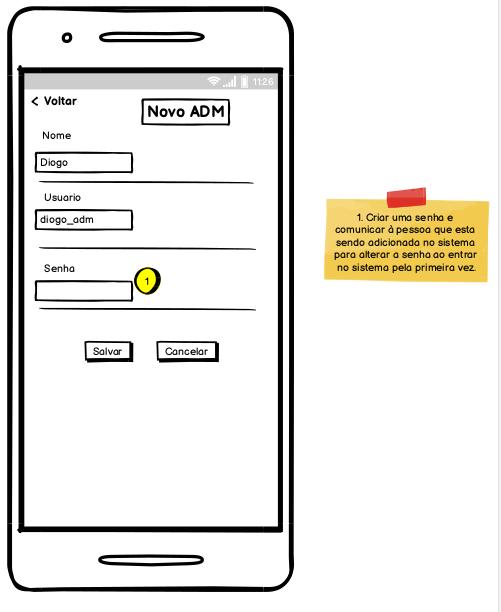 11:26
Voltar
Novo ADM
Nome
Diogo
Usuario
diogo_adm
Senha
1
Salvar
Cancelar
1. Criar uma senha e
comunicar à pessoa que esta
sendo adicionada no sistema
para alterar a senha ao entrar
no sistema pela primeira vez.